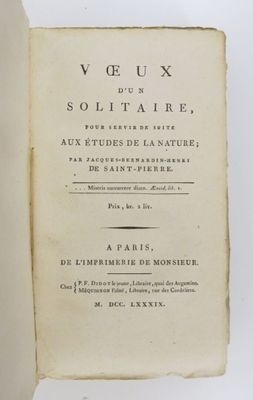 VŒUX
D'UN
SOLITAIRE,
POUR SERVIR DE SUITE
AUX ÉTUDES DE LA NATURE;
PAR JACQUES-BERNARDIN-HENRI
DE SAINT-PIERRE.
... Miseris succurrere disco. Æneid, lib. 1.
Prix, br. 2 liv.
A PARIS,
DE L'IMPRIMERIE DE MONSIEUR.
Chez { P. F. DIDOT le jeune, Libraire, quai des Augustins.
MÉQUIGNON l'aîné, Libraire, rue des Cordeliers.
M. DCC. LXXXIX.